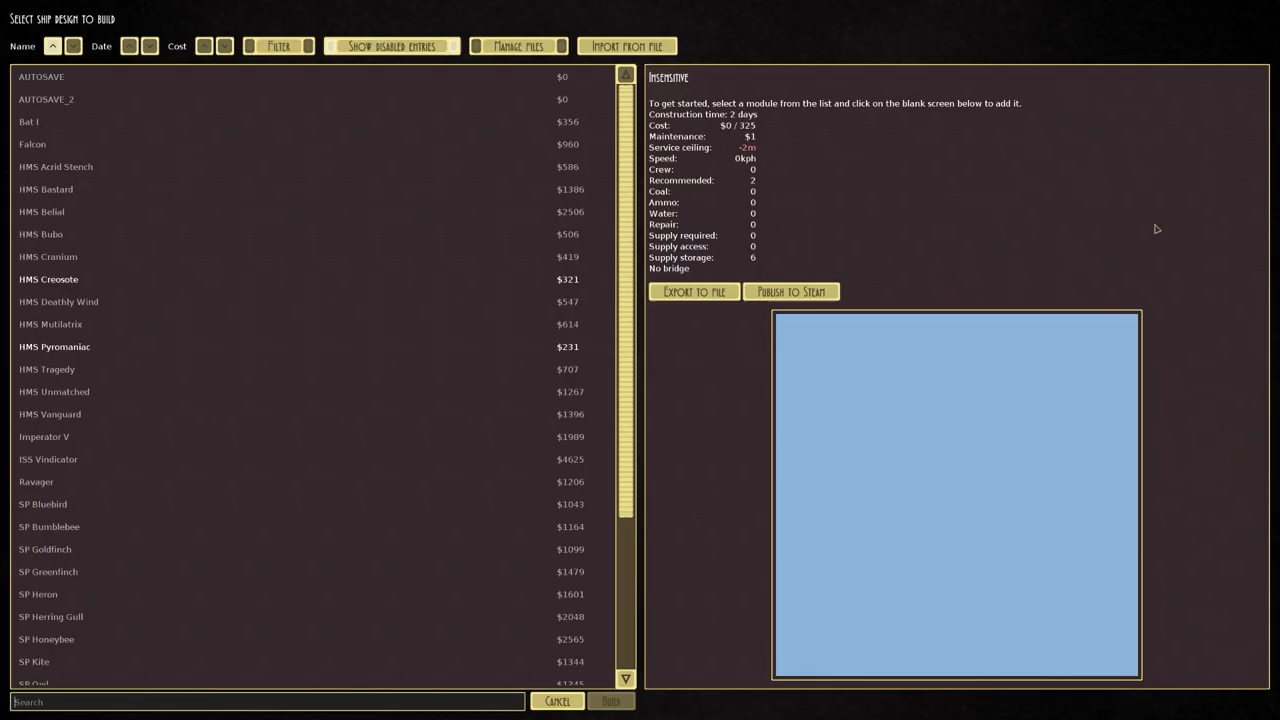 Select ship design to build
Name Date Cost Filter Show disabled entries Manage files Import from file
AUTOSAVE $0
AUTOSAVE_2 $0
Bat I $356
Falcon $960
HMS Acrid Stench $586
HMS Bastard $1386
HMS Belial $2506
HMS Bubo $506
HMS Cranium $419
HMS Creosote $321
HMS Deathly Wind $547
HMS Mutilatrix $614
HMS Pyromaniac $231
HMS Tragedy $707
HMS Unmatched $1267
HMS Vanguard $1396
Imperator V $1989
ISS Vindicator $4625
Ravager $1206
SP Bluebird $1043
SP Bumblebee $1164
SP Goldfinch $1099
SP Greenfinch $1479
SP Heron $1601
SP Herring Gull $2048
SP Honeybee $2565
SP Kite $1344
SP Owl $1345
Search Cancel Build
Insensitive
To get started, select a module from the list and click on the blank screen below to add it.
Construction time: 2 days
Cost: $0 / 325
Maintenance: $1
Service ceiling: -2m
Speed: 0kph
Crew: 0
Recommended: 2
Coal: 0
Ammo: 0
Water: 0
Repair: 0
Supply required: 0
Supply access: 0
Supply storage: 6
No bridge
Export to file Publish to Steam